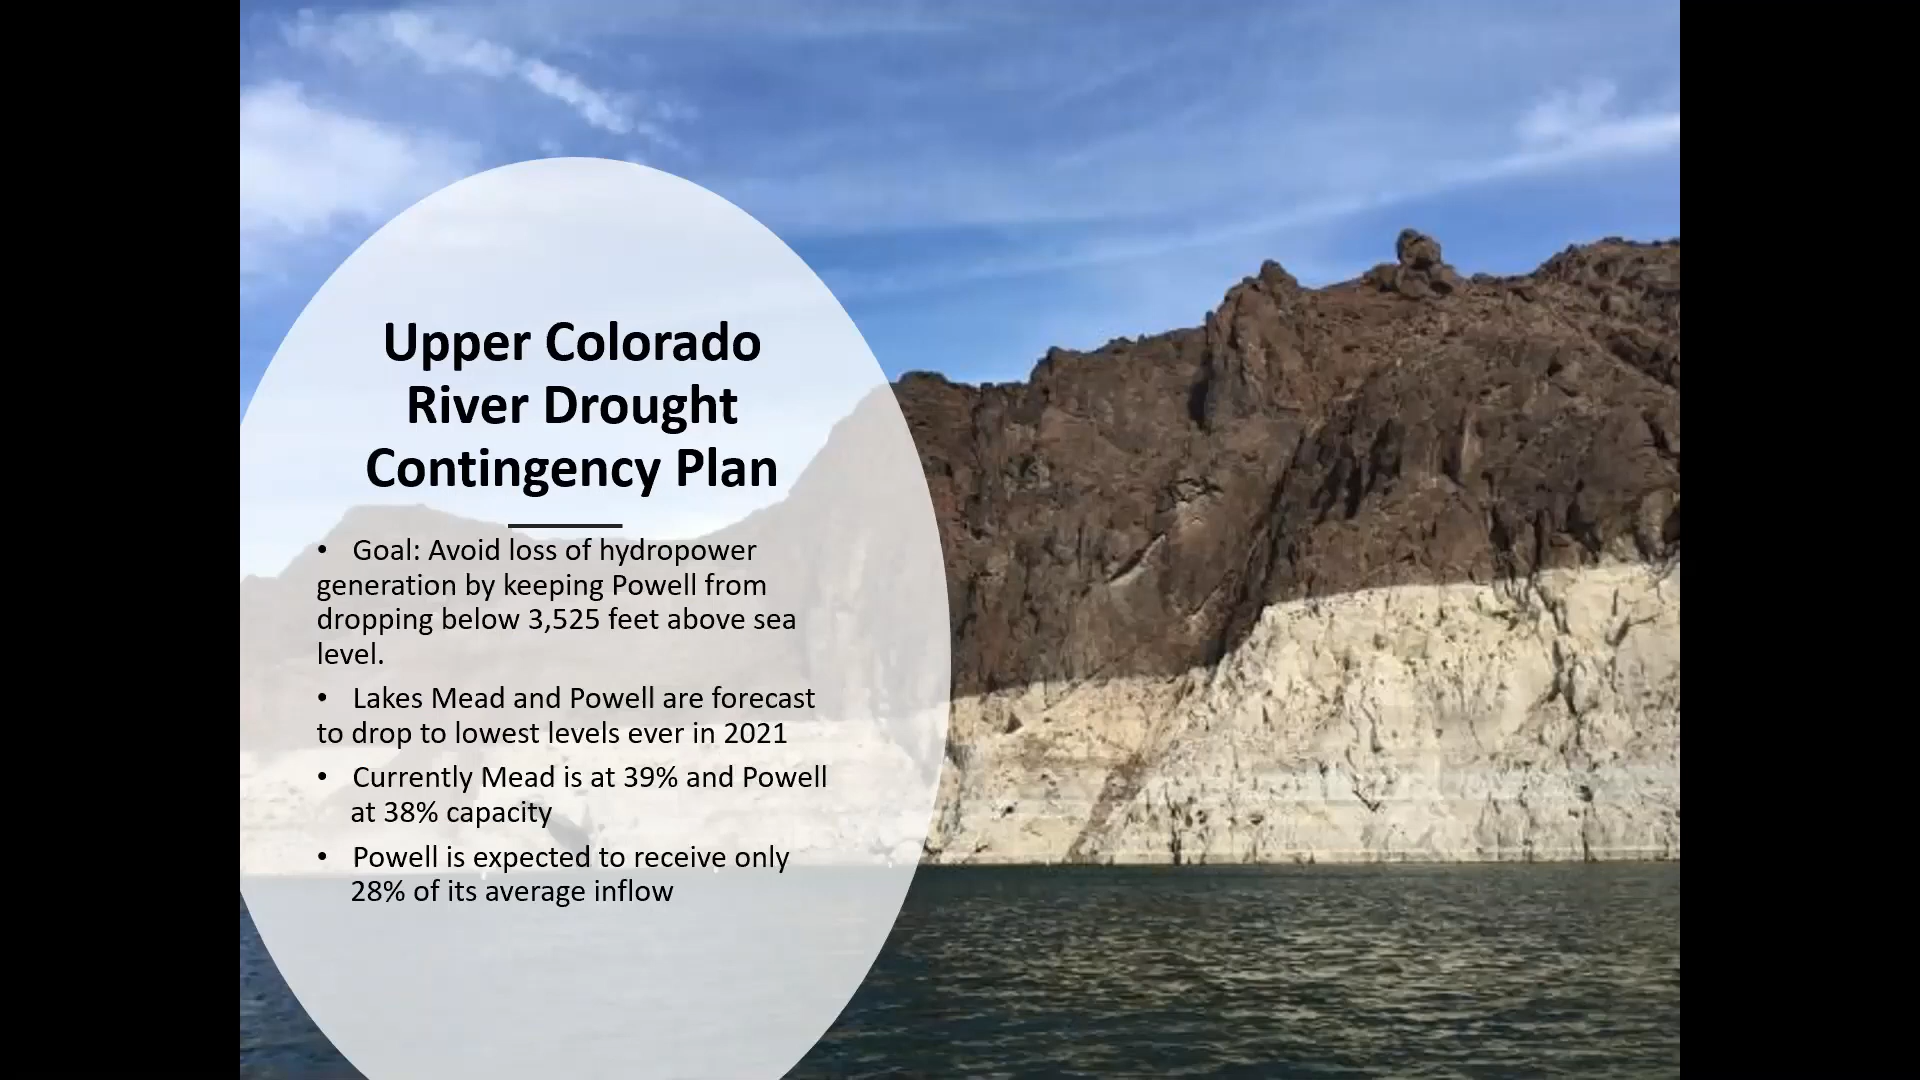 Upper Colorado
River Drought
Contingency Plan
• Goal: Avoid loss of hydropower
generation by keeping Powell from
dropping below 3,525 feet above sea
level.
• Lakes Mead and Powell are forecast
to drop to lowest levels ever in 2021
• Currently Mead is at 39% and Powell
at 38% capacity
• Powell is expected to receive only
28% of its average inflow